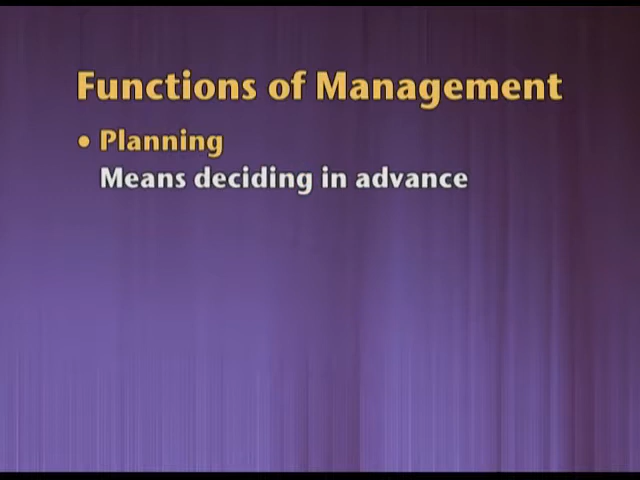 Functions of Management
• Planning
Means deciding in advance